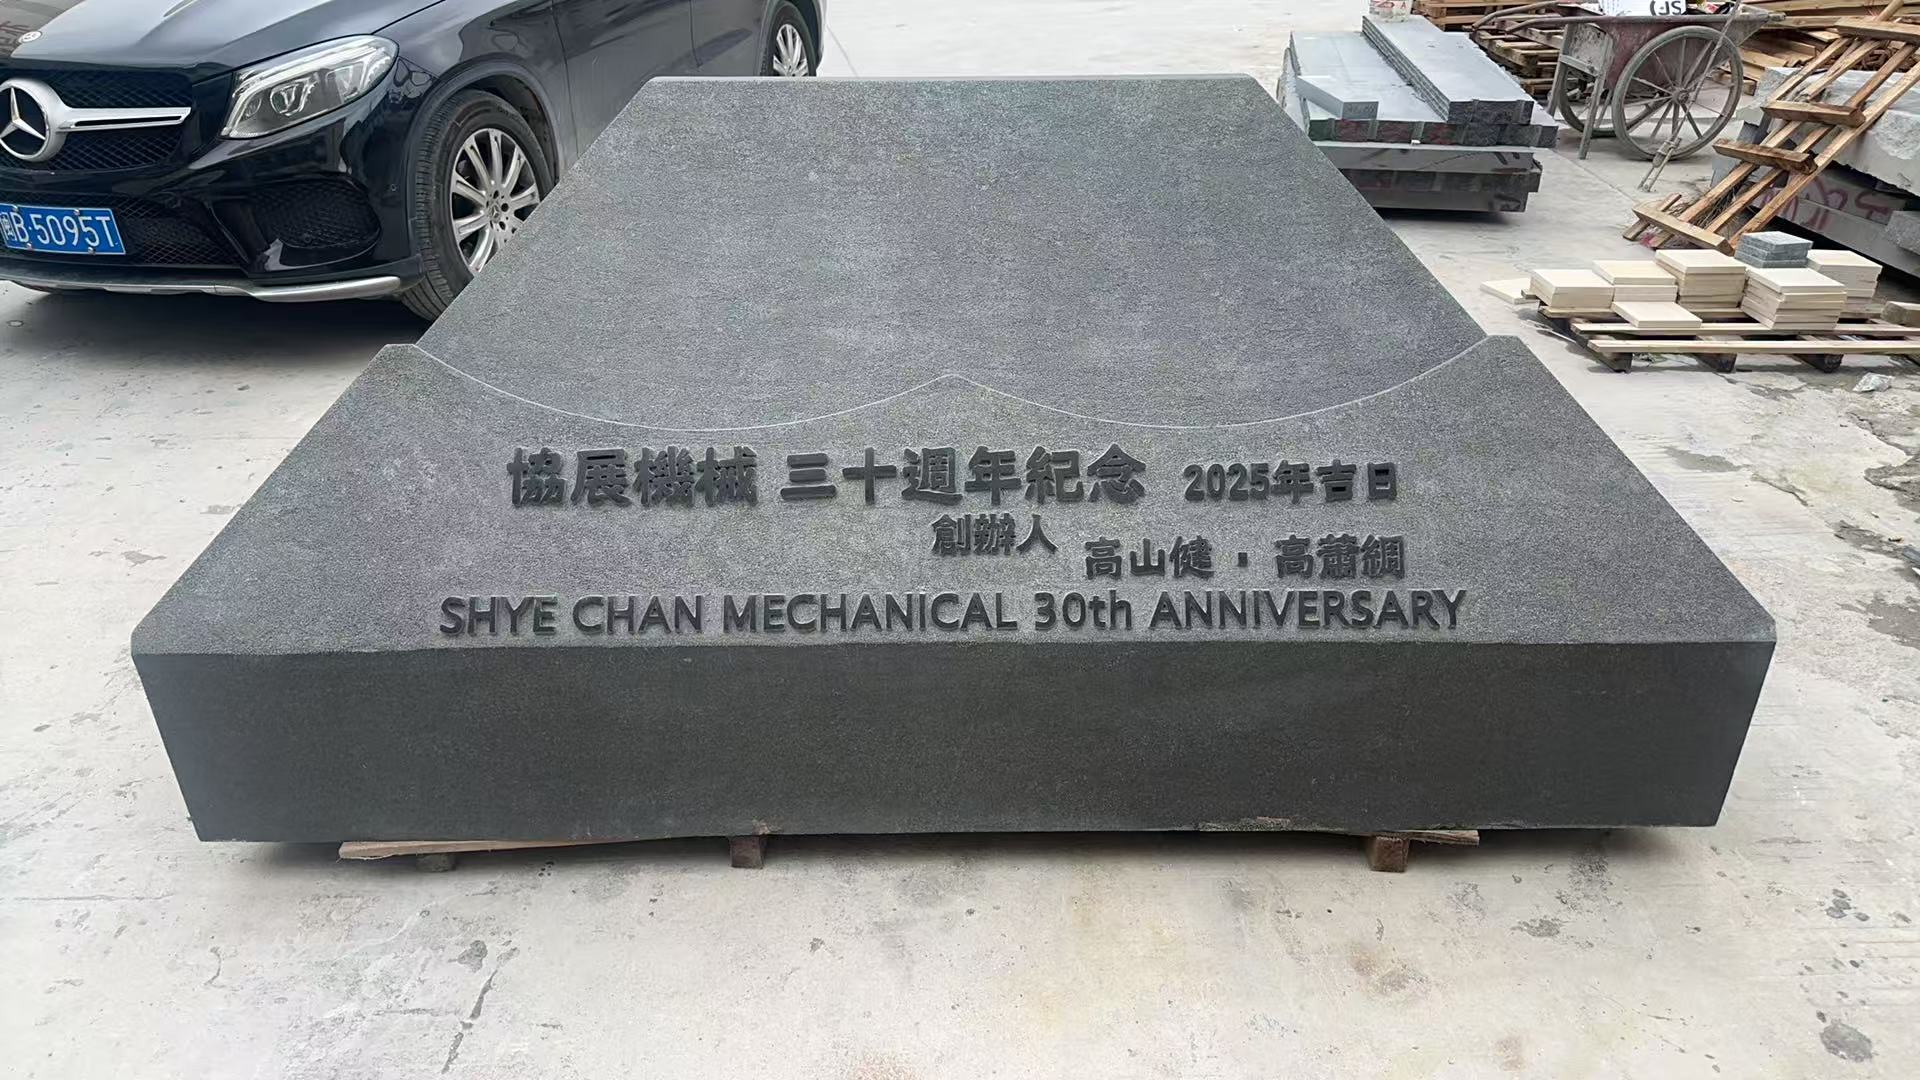 協展機械 三十週年紀念 2025年吉日
創辦人
高山健・高蕭綢
SHYE CHAN MECHANICAL 30th ANNIVERSARY
闽B·5095T